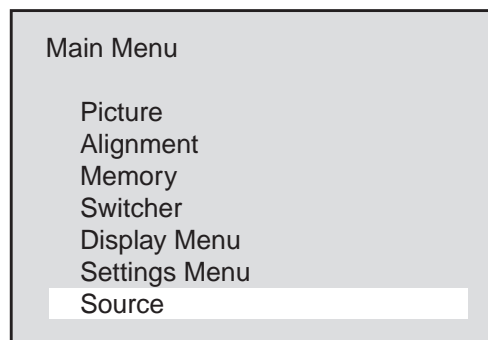 Main Menu
Picture
Alignment
Memory
Switcher
Display Menu
Settings Menu
Source